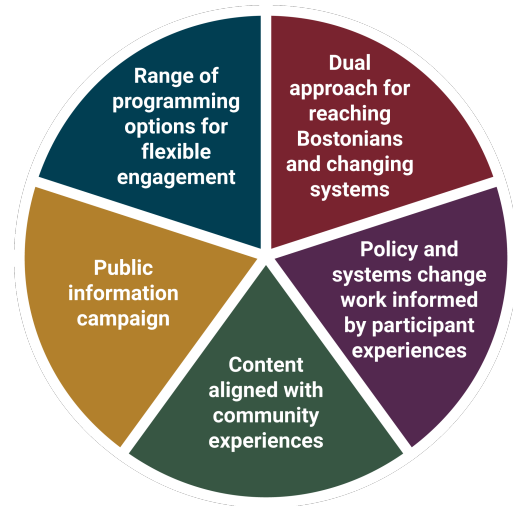 Range of
programming
options for
flexible
engagement
Dual
approach for
reaching
Bostonians
and changing
systems
Policy and
systems change
work informed
by participant
experiences
Content
aligned with
community
experiences
Public
information
campaign